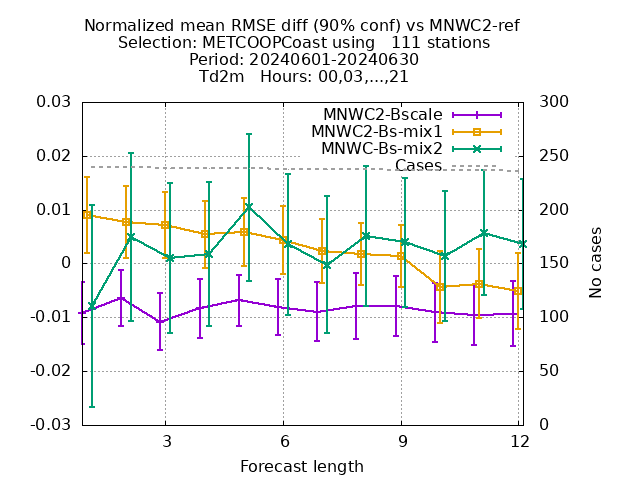 Normalized mean RMSE diff (90% conf) vs MNWC2-ref
Selection: METCOOPCoast using   111 stations
Period: 20240601-20240630
Td2m   Hours: 00,03,...,21
MNWC2-Bscale
MNWC2-Bs-mix1
MNWC-Bs-mix2
Cases
0.03
0.02
0.01
0
-0.01
-0.02
-0.03
300
250
200
150
100
50
0
No cases
3
6
9
12
Forecast length